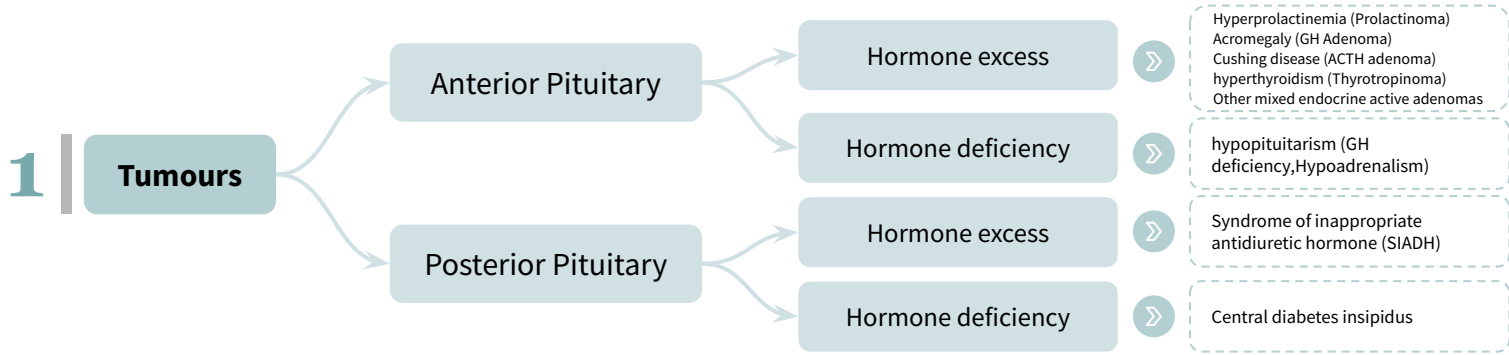 1
Tumours
Anterior Pituitary
Hormone excess
Hyperprolactinemia (Prolactinoma)
Acromegaly (GH Adenoma)
Cushing disease (ACTH adenoma)
hyperthyroidism (Thyrotropinoma)
Other mixed endocrine active adenomas
Hormone deficiency
hypopituitarism (GH
deficiency,Hypoadrenalism)
Posterior Pituitary
Hormone excess
Syndrome of inappropriate
antidiuretic hormone (SIADH)
Hormone deficiency
Central diabetes insipidus